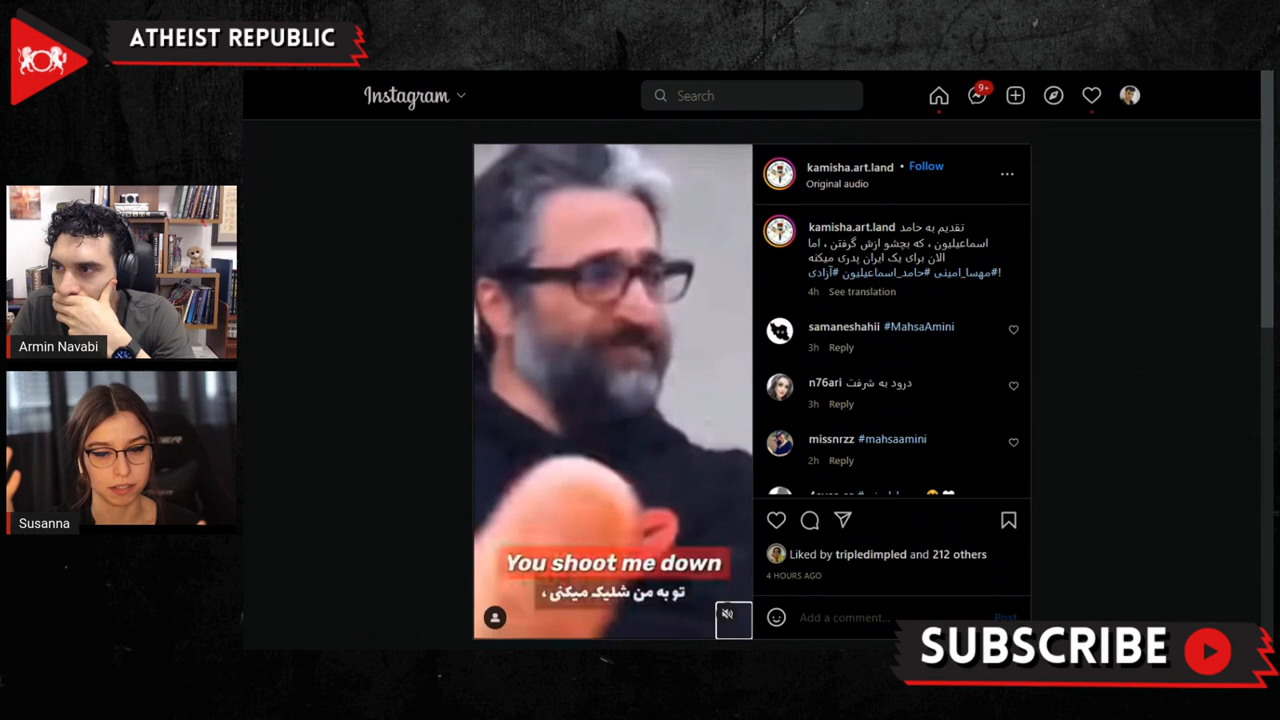 ATHEIST REPUBLIC
Instagram
Search
9+
Armin Navabi
Susanna
You shoot me down
تو به من شلیک میکنی ،
kamisha.art.land • Follow
Original audio
kamisha.art.land تقدیم به حامد
اسماعیلیون ، که بچشو ازش گرفتن ، اما
الان برای یک ایران پدری میکنه
#مهسا_امینی #حامد_اسماعیلیون #آزادی!
4h See translation
samaneshahii #MahsaAmini
3h Reply
n76ari درود به شرفت
3h Reply
missnrzz #mahsaamini
2h Reply
Liked by tripledimpled and 212 others
4 HOURS AGO
Add a comment...
Post
SUBSCRIBE